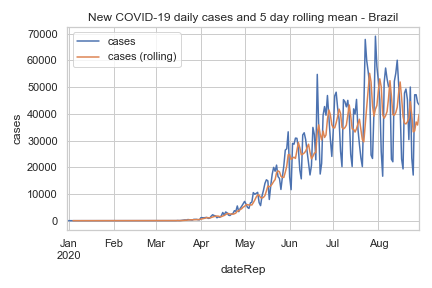 New COVID-19 daily cases and 5 day rolling mean - Brazil
cases
cases (rolling)
70000
60000
50000
40000
30000
20000
10000
0
cases
Jan Feb Mar Apr May Jun Jul Aug
2020
dateRep